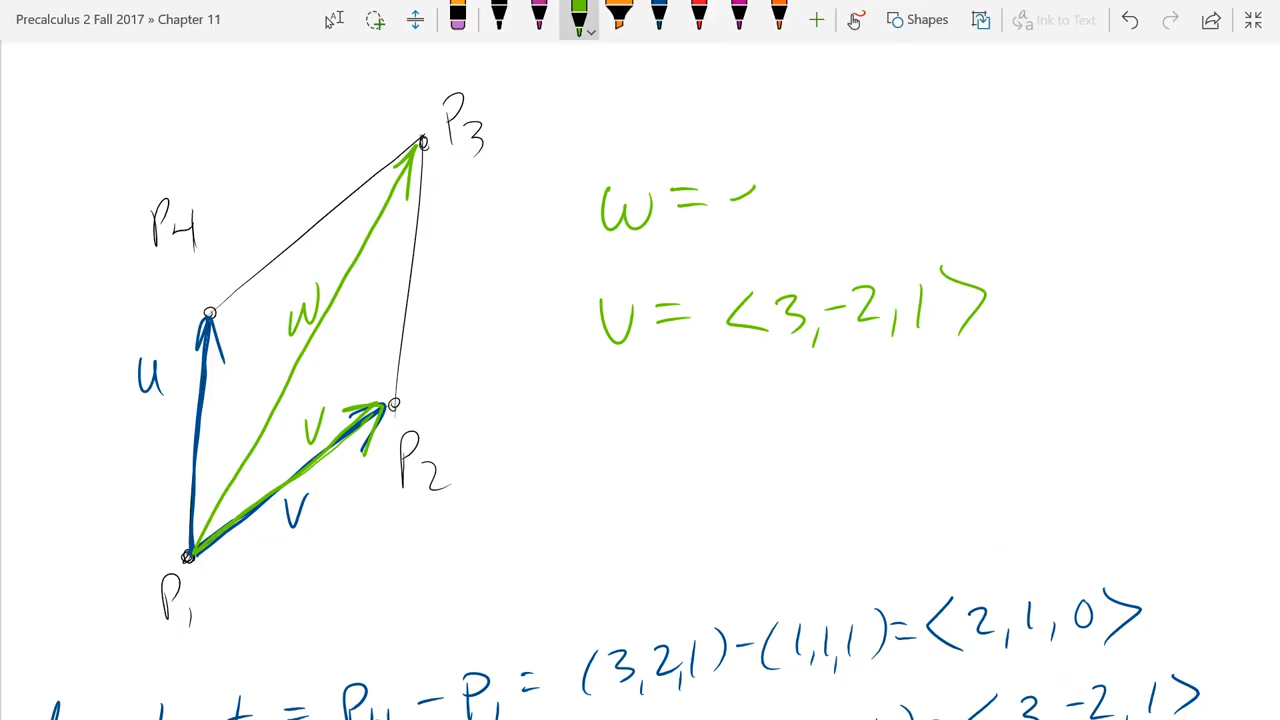 Precalculus 2 Fall 2017 » Chapter 11
Shapes
Ink to Text
P3
P4
w =
w
v = <3,-2,1>
u
v
P2
v
P1
(3,2,1)-(1,1,1)=<2,1,0>
= P4 - P1 =
)= <3,-2,1>